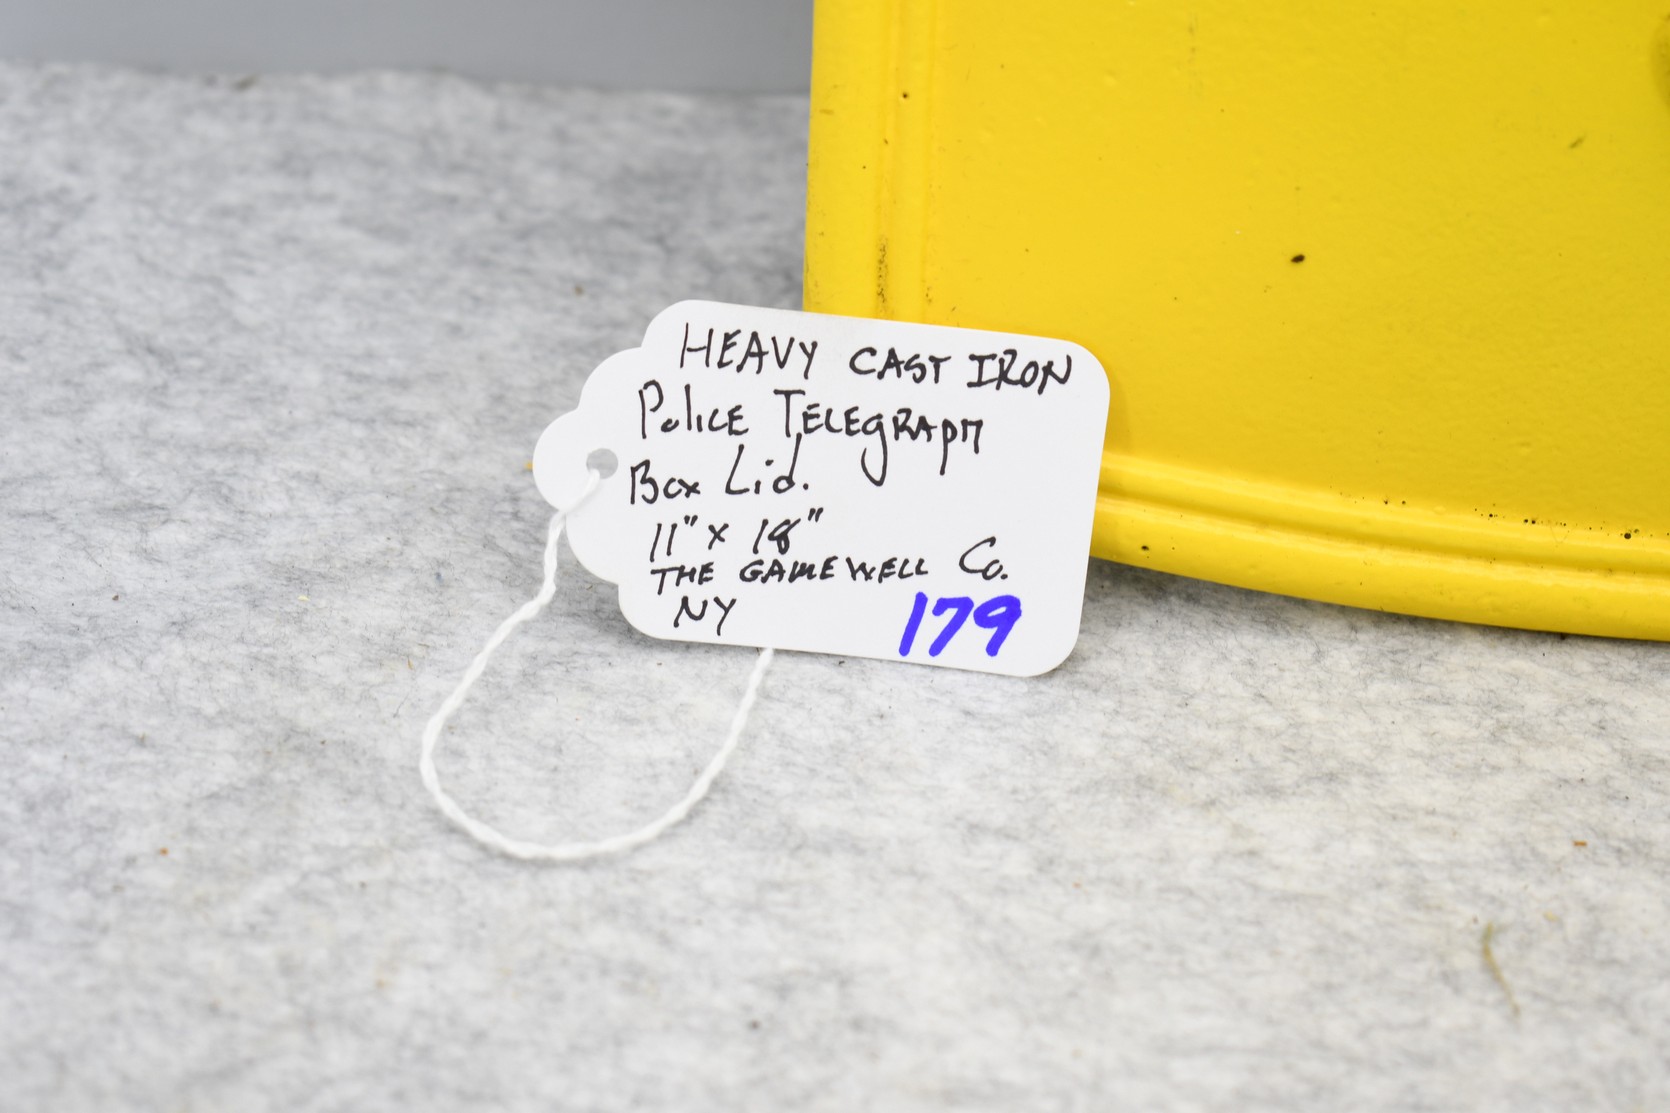 HEAVY CAST IRON
Police TELEGRAPH
Box Lid.
11" x 18"
THE GAMEWELL Co.
NY 179